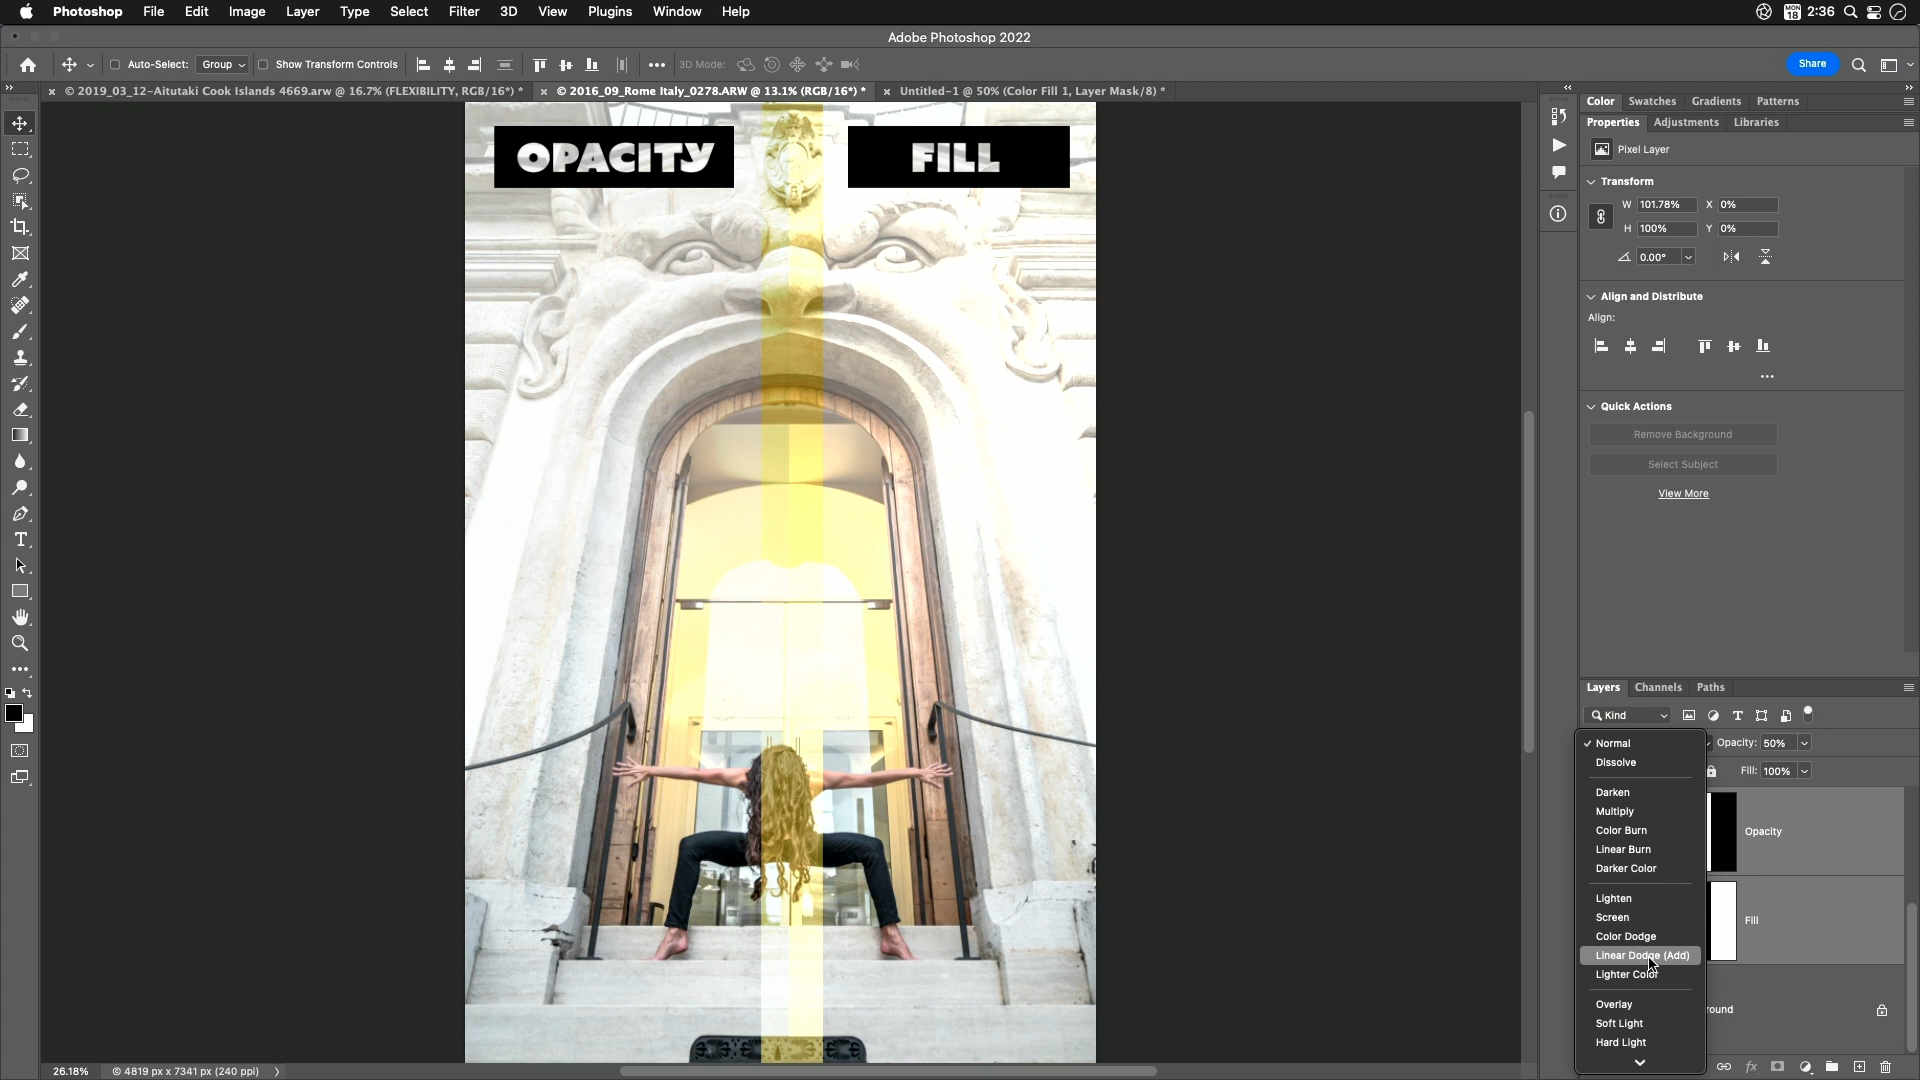 Photoshop File Edit Image Layer Type Select Filter 3D View Plugins Window Help MON 18 2:36
Adobe Photoshop 2022
Auto-Select: Group Show Transform Controls 3D Mode: Share
© 2019_03_12-Aitutaki Cook Islands 4669.arw @ 16.7% (FLEXIBILITY, RGB/16*) * © 2016_09_Rome Italy_0278.ARW @ 13.1% (RGB/16*) * Untitled-1 @ 50% (Color Fill 1, Layer Mask/8) *
OPACITY FILL
Color Swatches Gradients Patterns
Properties Adjustments Libraries
Pixel Layer
Transform
W 101.78% X 0%
H 100% Y 0%
0.00°
Align and Distribute
Align:
Quick Actions
Remove Background
Select Subject
View More
Layers Channels Paths
Kind
Normal Opacity: 50%
Dissolve Fill: 100%
Darken
Multiply
Color Burn Opacity
Linear Burn
Darker Color
Lighten
Screen Fill
Color Dodge
Linear Dodge (Add)
Lighter Color
Overlay round
Soft Light
Hard Light
26.18% © 4819 px x 7341 px (240 ppi)